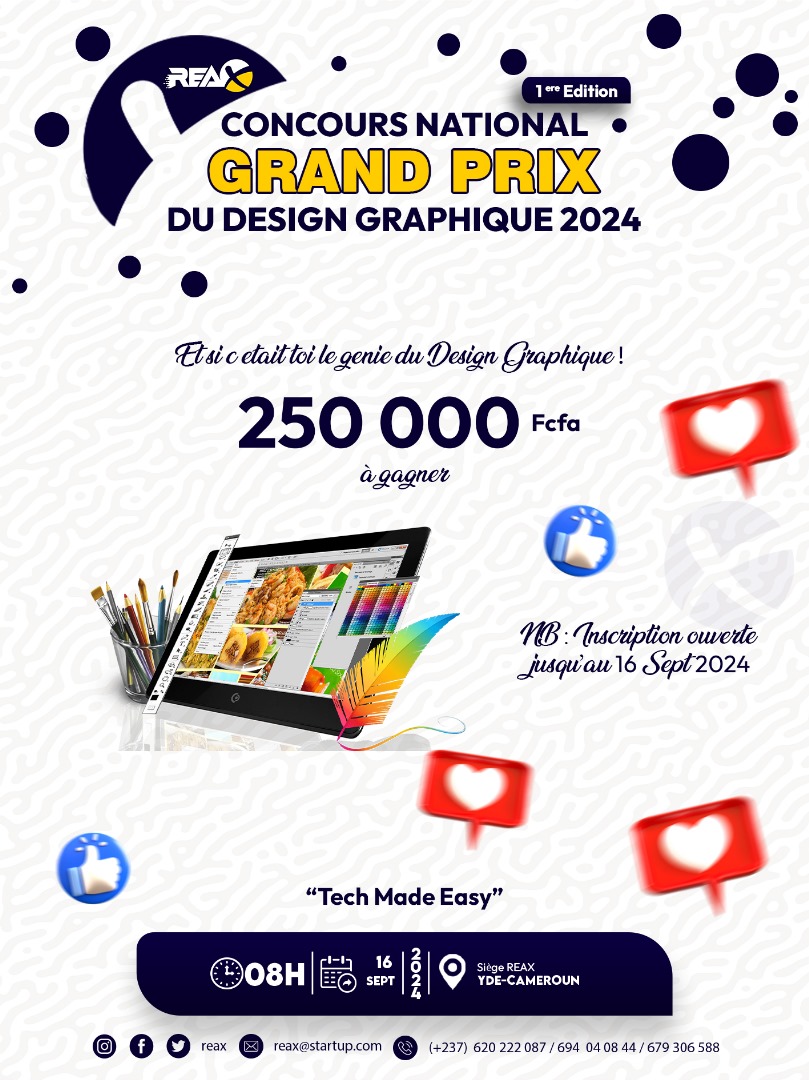 REAX
1ere Edition
CONCOURS NATIONAL
GRAND PRIX
DU DESIGN GRAPHIQUE 2024
Et si c etait toi le genie du Design Graphique !
250 000 Fcfa
à gagner
NB : Inscription ouverte
jusqu'au 16 Sept 2024
“Tech Made Easy”
08H
16
SEPT
2024
Siège REAX
YDE-CAMEROUN
reax reax@startup.com (+237) 620 222 087 / 694 04 08 44 / 679 306 588